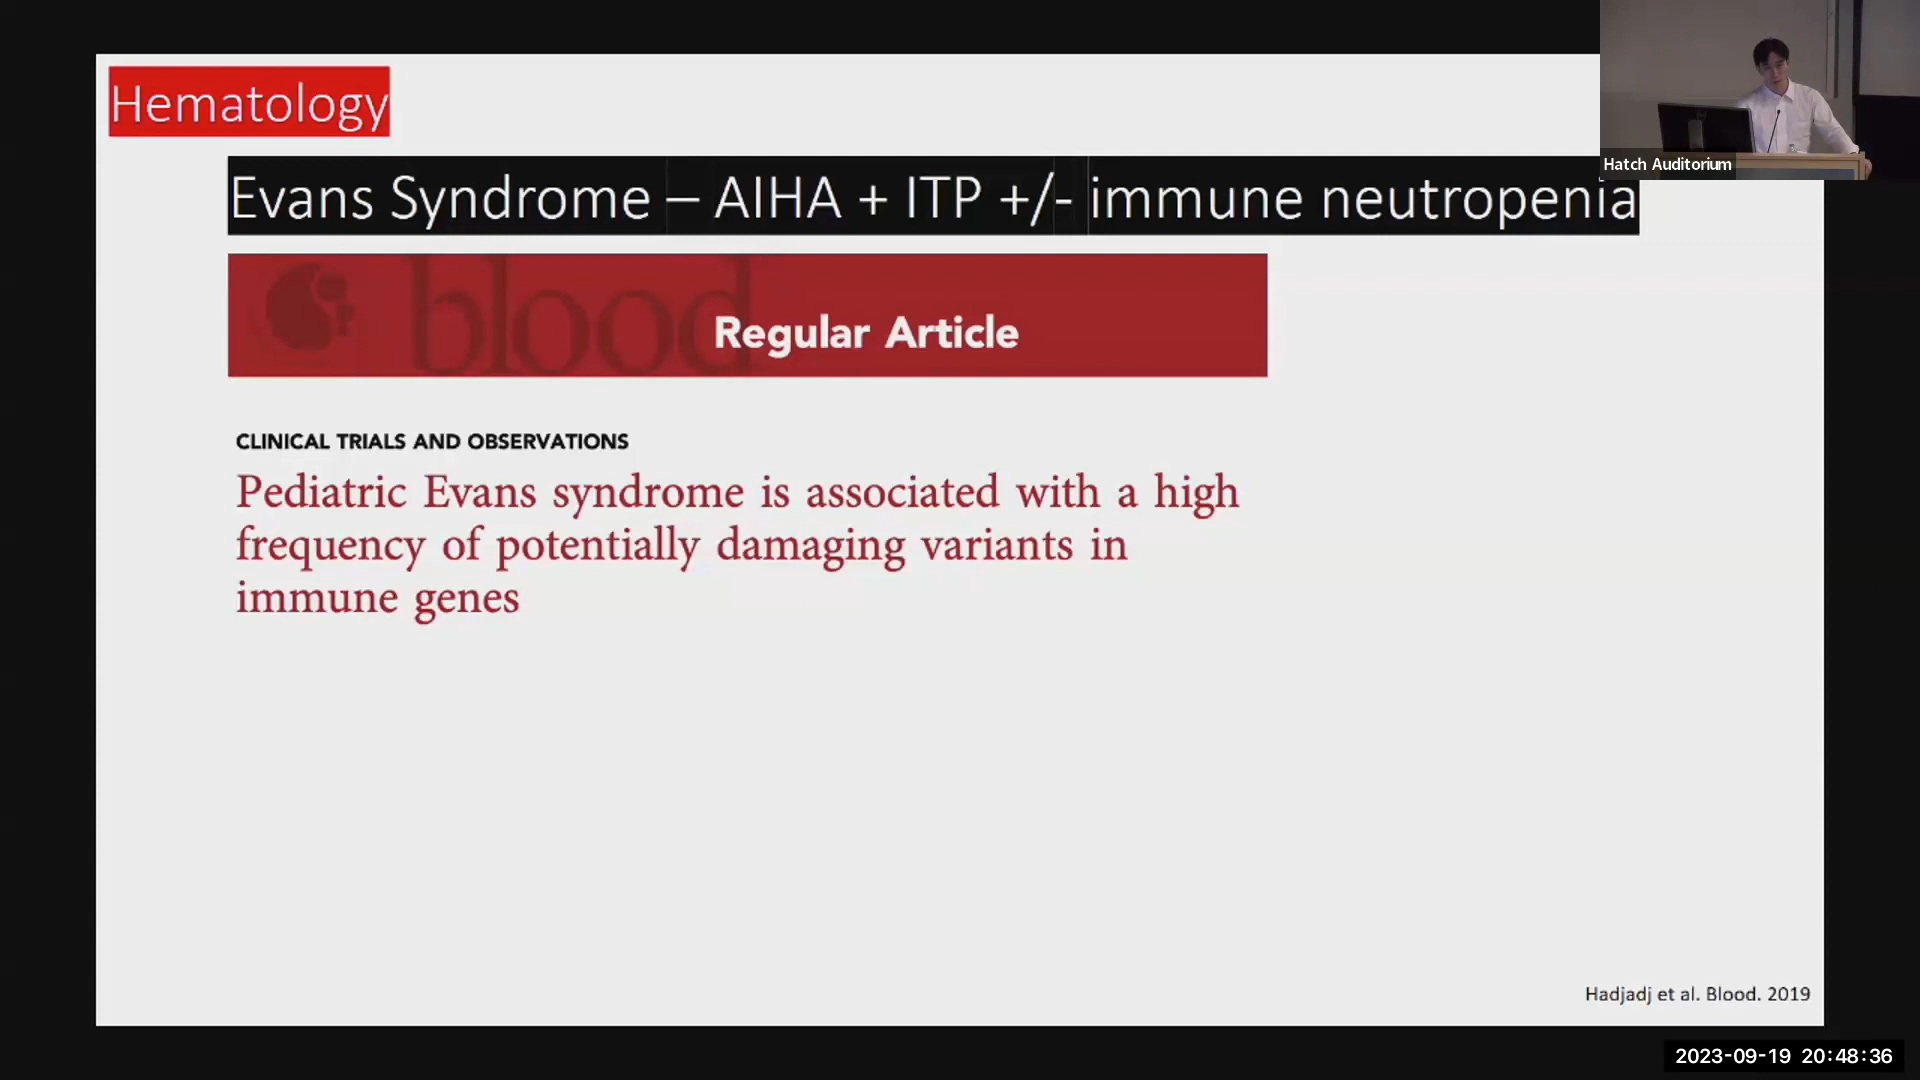 Hematology
Hatch Auditorium
Evans Syndrome – AIHA + ITP +/- immune neutropenia
blood
Regular Article
CLINICAL TRIALS AND OBSERVATIONS
Pediatric Evans syndrome is associated with a high
frequency of potentially damaging variants in
immune genes
Hadjadj et al. Blood. 2019
2023-09-19 20:48:36